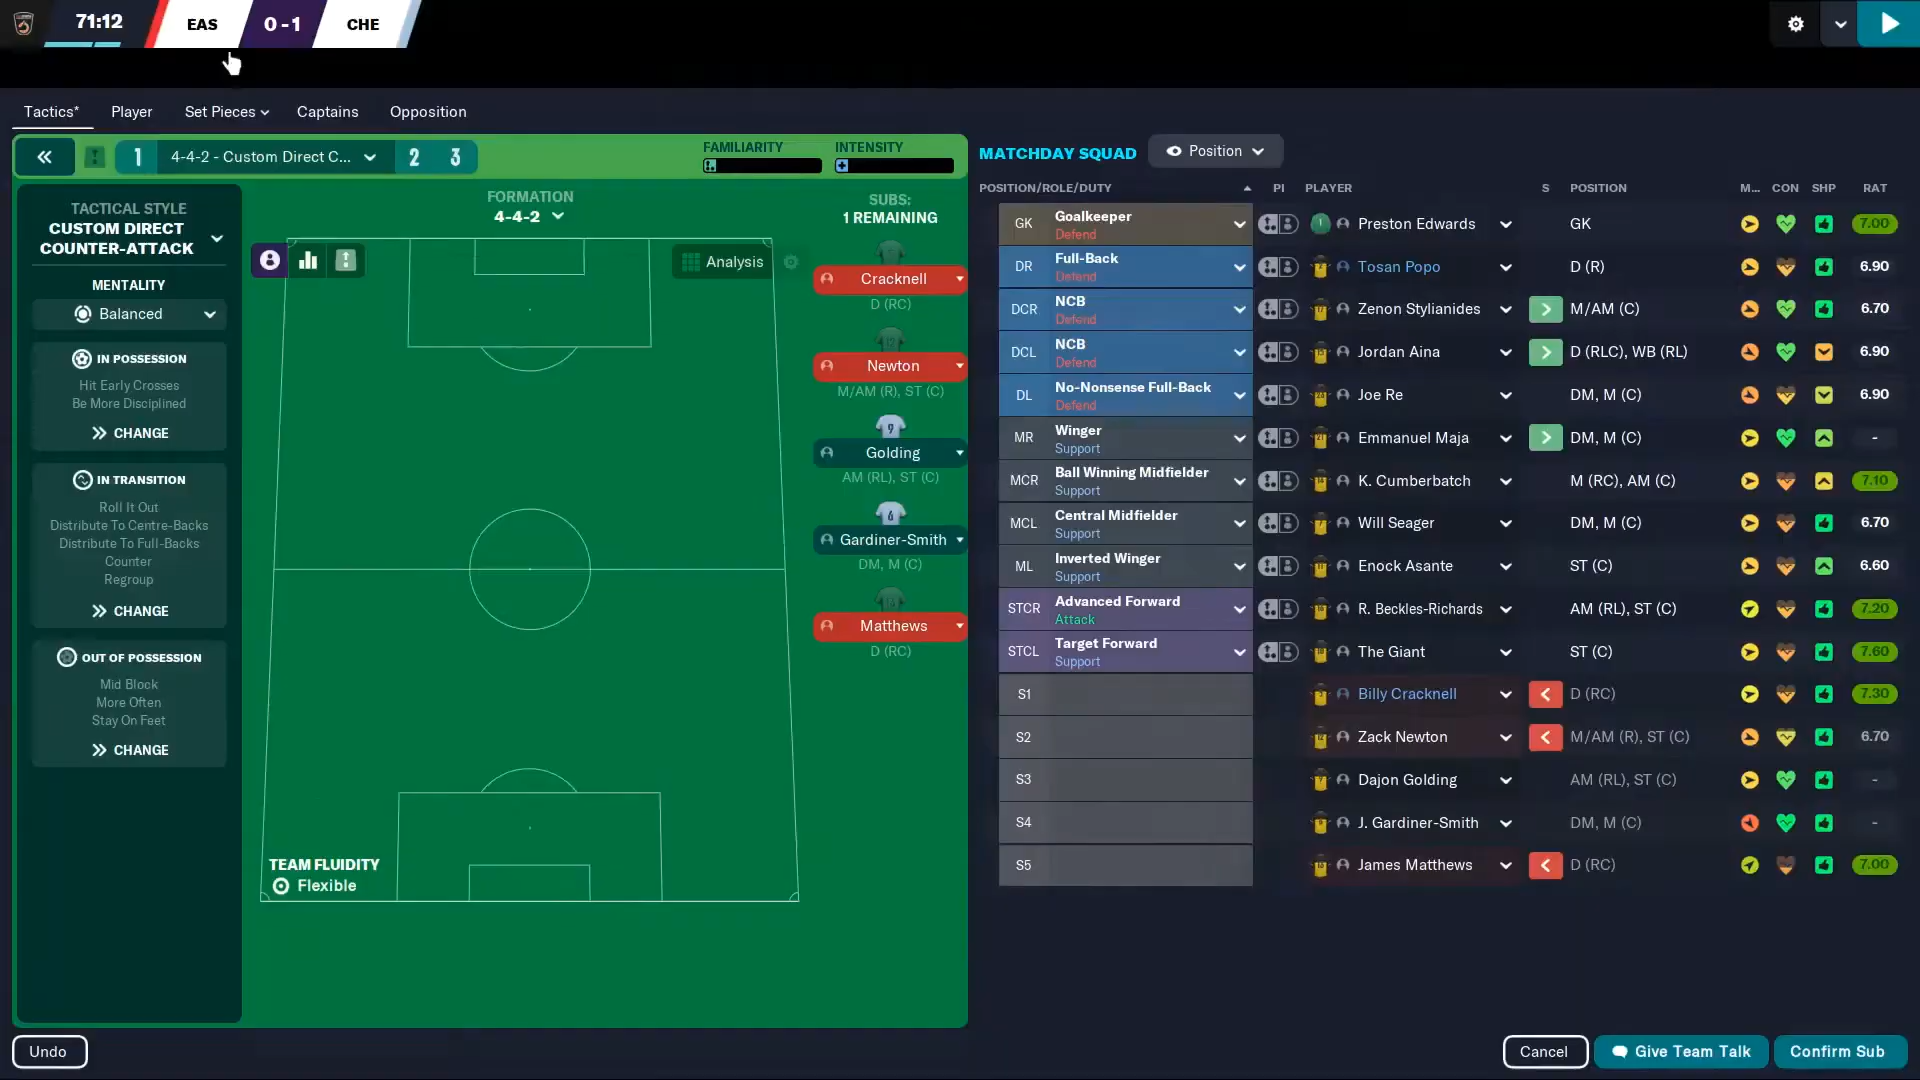 71:12 EAS 0 - 1 CHE
Tactics* Player Set Pieces Captains Opposition
1 4-4-2 - Custom Direct C... 2 3 FAMILIARITY INTENSITY
TACTICAL STYLE
CUSTOM DIRECT
COUNTER-ATTACK
MENTALITY
Balanced
IN POSSESSION
Hit Early Crosses
Be More Disciplined
CHANGE
IN TRANSITION
Roll It Out
Distribute To Centre-Backs
Distribute To Full-Backs
Counter
Regroup
CHANGE
OUT OF POSSESSION
Mid Block
More Often
Stay On Feet
CHANGE
FORMATION
4-4-2
Analysis
TEAM FLUIDITY
Flexible
SUBS:
1 REMAINING
Cracknell
D (RC)
Newton
M/AM (R), ST (C)
9
Golding
AM (RL), ST (C)
6
Gardiner-Smith
DM, M (C)
Matthews
D (RC)
MATCHDAY SQUAD Position
POSITION/ROLE/DUTY PI PLAYER S POSITION M... CON SHP RAT
GK Goalkeeper Preston Edwards GK 7.00
Defend
DR Full-Back Tosan Popo D (R) 6.90
Defend
DCR NCB Zenon Stylianides M/AM (C) 6.70
Defend
DCL NCB Jordan Aina D (RLC), WB (RL) 6.90
Defend
DL No-Nonsense Full-Back Joe Re DM, M (C) 6.90
Defend
MR Winger Emmanuel Maja DM, M (C) -
Support
MCR Ball Winning Midfielder K. Cumberbatch M (RC), AM (C) 7.10
Support
MCL Central Midfielder Will Seager DM, M (C) 6.70
Support
ML Inverted Winger Enock Asante ST (C) 6.60
Support
STCR Advanced Forward R. Beckles-Richards AM (RL), ST (C) 7.20
Attack
STCL Target Forward The Giant ST (C) 7.60
Support
S1 Billy Cracknell D (RC) 7.30
S2 Zack Newton M/AM (R), ST (C) 6.70
S3 Dajon Golding AM (RL), ST (C) -
S4 J. Gardiner-Smith DM, M (C) -
S5 James Matthews D (RC) 7.00
Undo Cancel Give Team Talk Confirm Sub